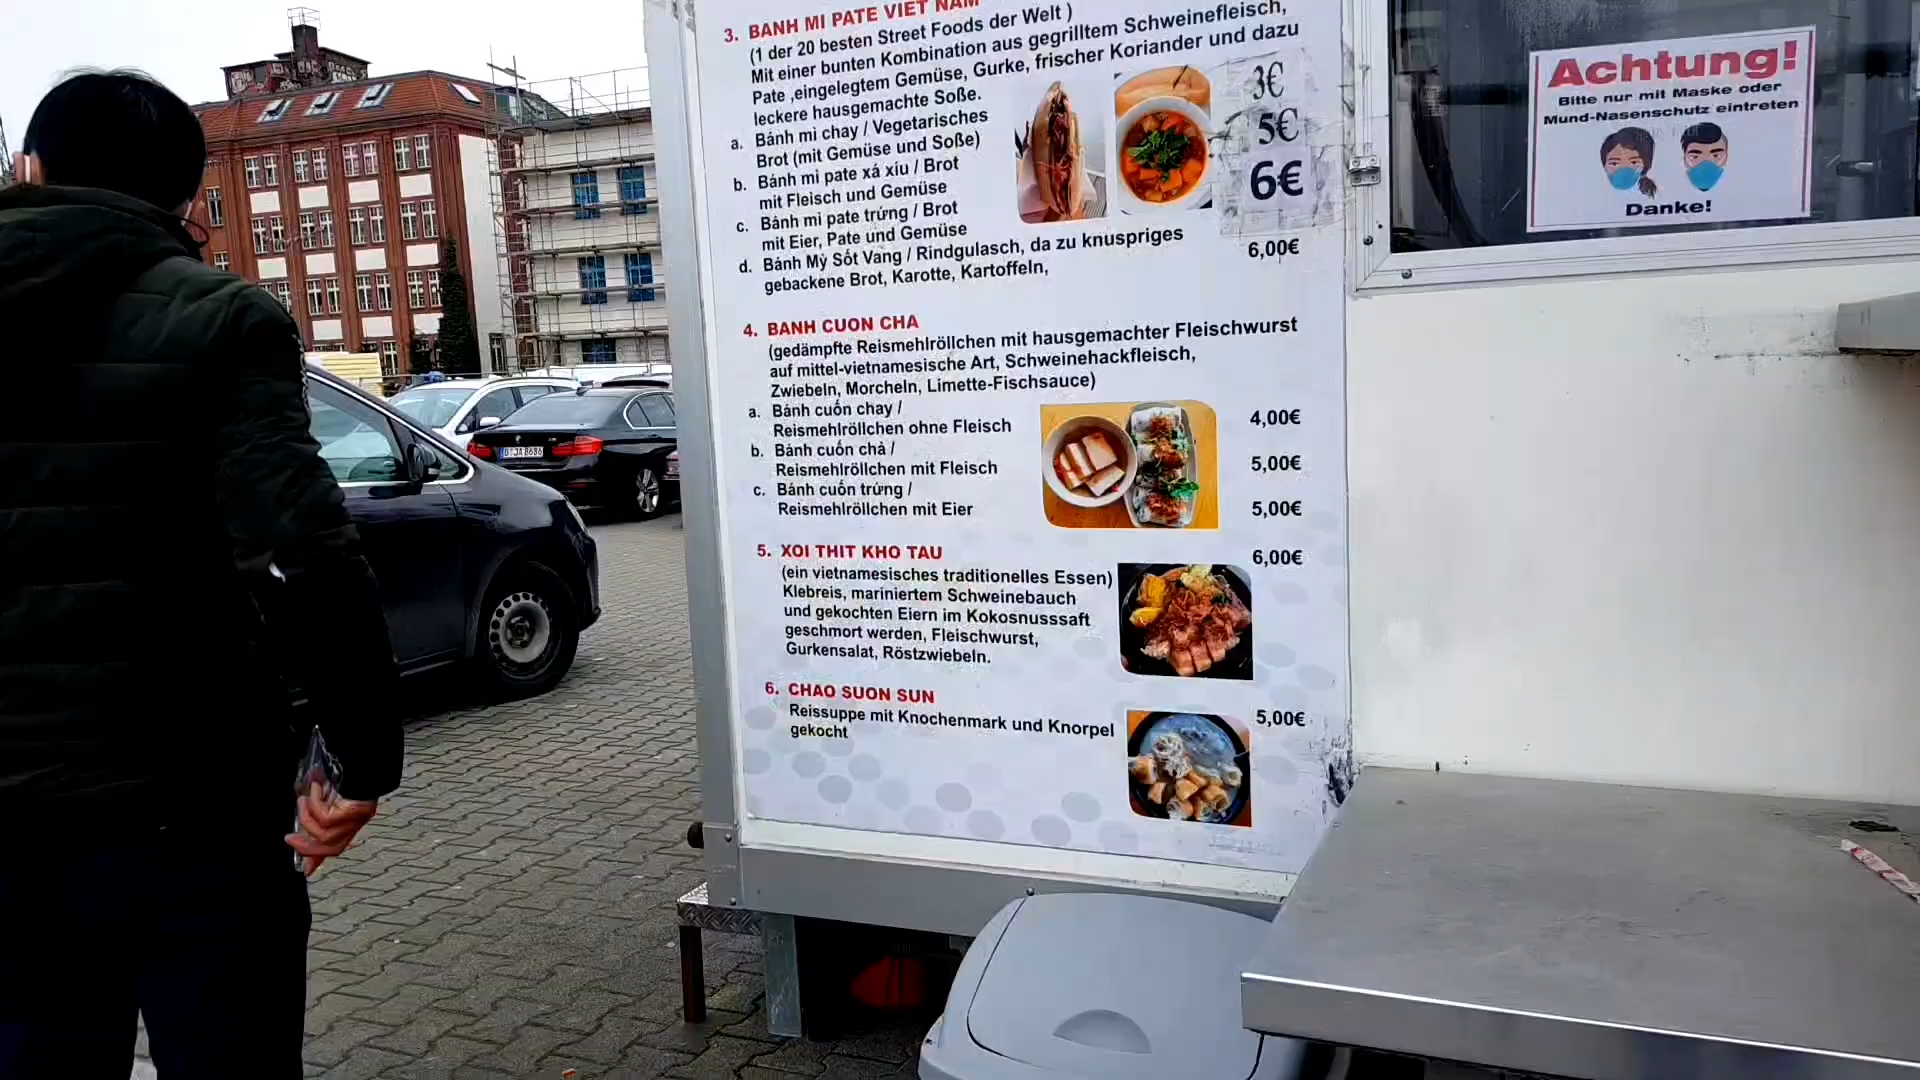 3. BANH MI PATE VIET NAM
(1 der 20 besten Street Foods der Welt )
Mit einer bunten Kombination aus gegrilltem Schweinefleisch,
Pate ,eingelegtem Gemüse, Gurke, frischer Koriander und dazu
leckere hausgemachte Soße.
a. Bánh mì chay / Vegetarisches
Brot (mit Gemüse und Soße)
3€
b. Bánh mì pate xá xíu / Brot
mit Fleisch und Gemüse
5€
c. Bánh mì pate trứng / Brot
mit Eier, Pate und Gemüse
6€
d. Bánh Mỳ Sốt Vang / Rindgulasch, da zu knuspriges
gebackene Brot, Karotte, Kartoffeln,
6,00€
4. BANH CUON CHA
(gedämpfte Reismehlröllchen mit hausgemachter Fleischwurst
auf mittel-vietnamesische Art, Schweinehackfleisch,
Zwiebeln, Morcheln, Limette-Fischsauce)
a. Bánh cuốn chay /
Reismehlröllchen ohne Fleisch
4,00€
b. Bánh cuốn chả /
Reismehlröllchen mit Fleisch
5,00€
c. Bánh cuốn trứng /
Reismehlröllchen mit Eier
5,00€
5. XOI THIT KHO TAU
6,00€
(ein vietnamesisches traditionelles Essen)
Klebreis, mariniertem Schweinebauch
und gekochten Eiern im Kokosnusssaft
geschmort werden, Fleischwurst,
Gurkensalat, Röstzwiebeln.
6. CHAO SUON SUN
Reissuppe mit Knochenmark und Knorpel
gekocht
5,00€
Achtung!
Bitte nur mit Maske oder
Mund-Nasenschutz eintreten
Danke!
B JA 8686